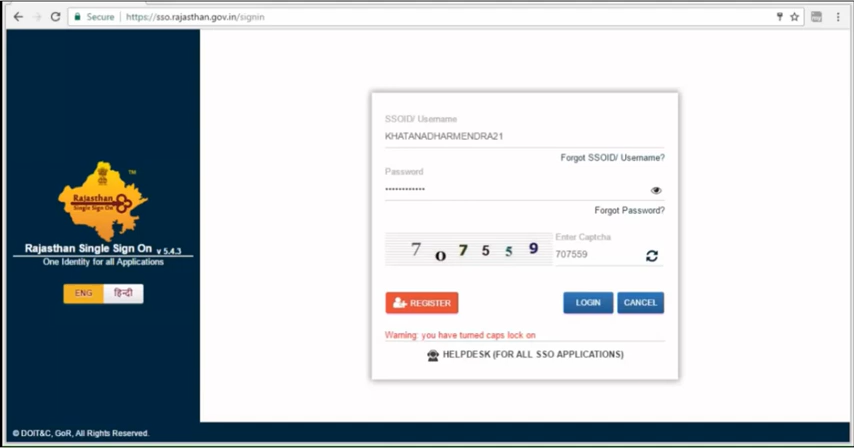 Secure https://sso.rajasthan.gov.in/signin
Rajasthan
Single Sign On
TM
Rajasthan Single Sign On v 5.4.3
One Identity for all Applications
ENG हिन्दी
SSOID/ Username
KHATANADHARMENDRA21
Forgot SSOID/ Username?
Password
••••••••••••
Forgot Password?
7 0 7 5 5 9
Enter Captcha
707559
REGISTER LOGIN CANCEL
Warning: you have turned caps lock on
HELPDESK (FOR ALL SSO APPLICATIONS)
© DOIT&C, GoR, All Rights Reserved.